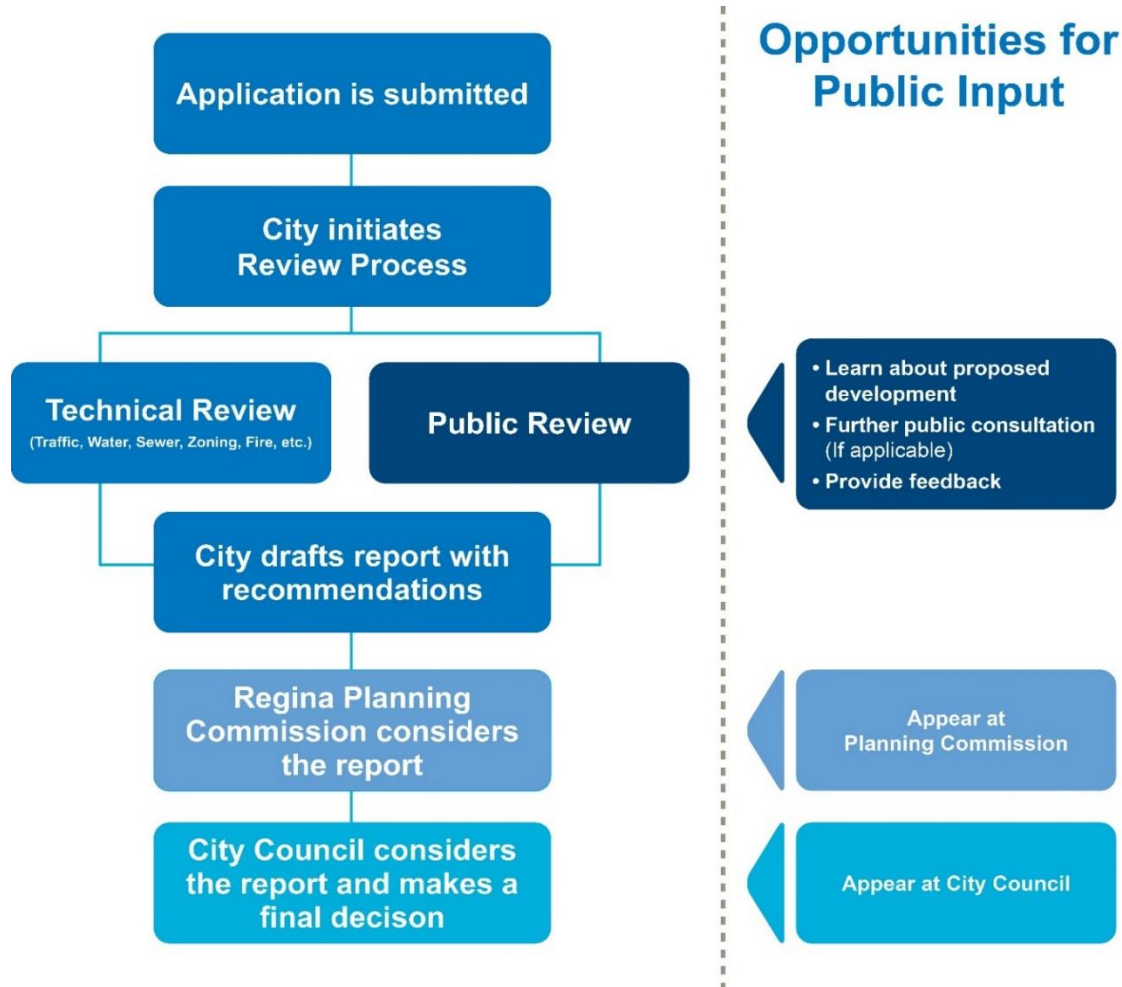 Opportunities for
Public Input
Application is submitted
City initiates
Review Process
Technical Review
(Traffic, Water, Sewer, Zoning, Fire, etc.)
Public Review
• Learn about proposed
development
• Further public consultation
(If applicable)
• Provide feedback
City drafts report with
recommendations
Regina Planning
Commission considers
the report
Appear at
Planning Commission
City Council considers
the report and makes a
final decison
Appear at City Council